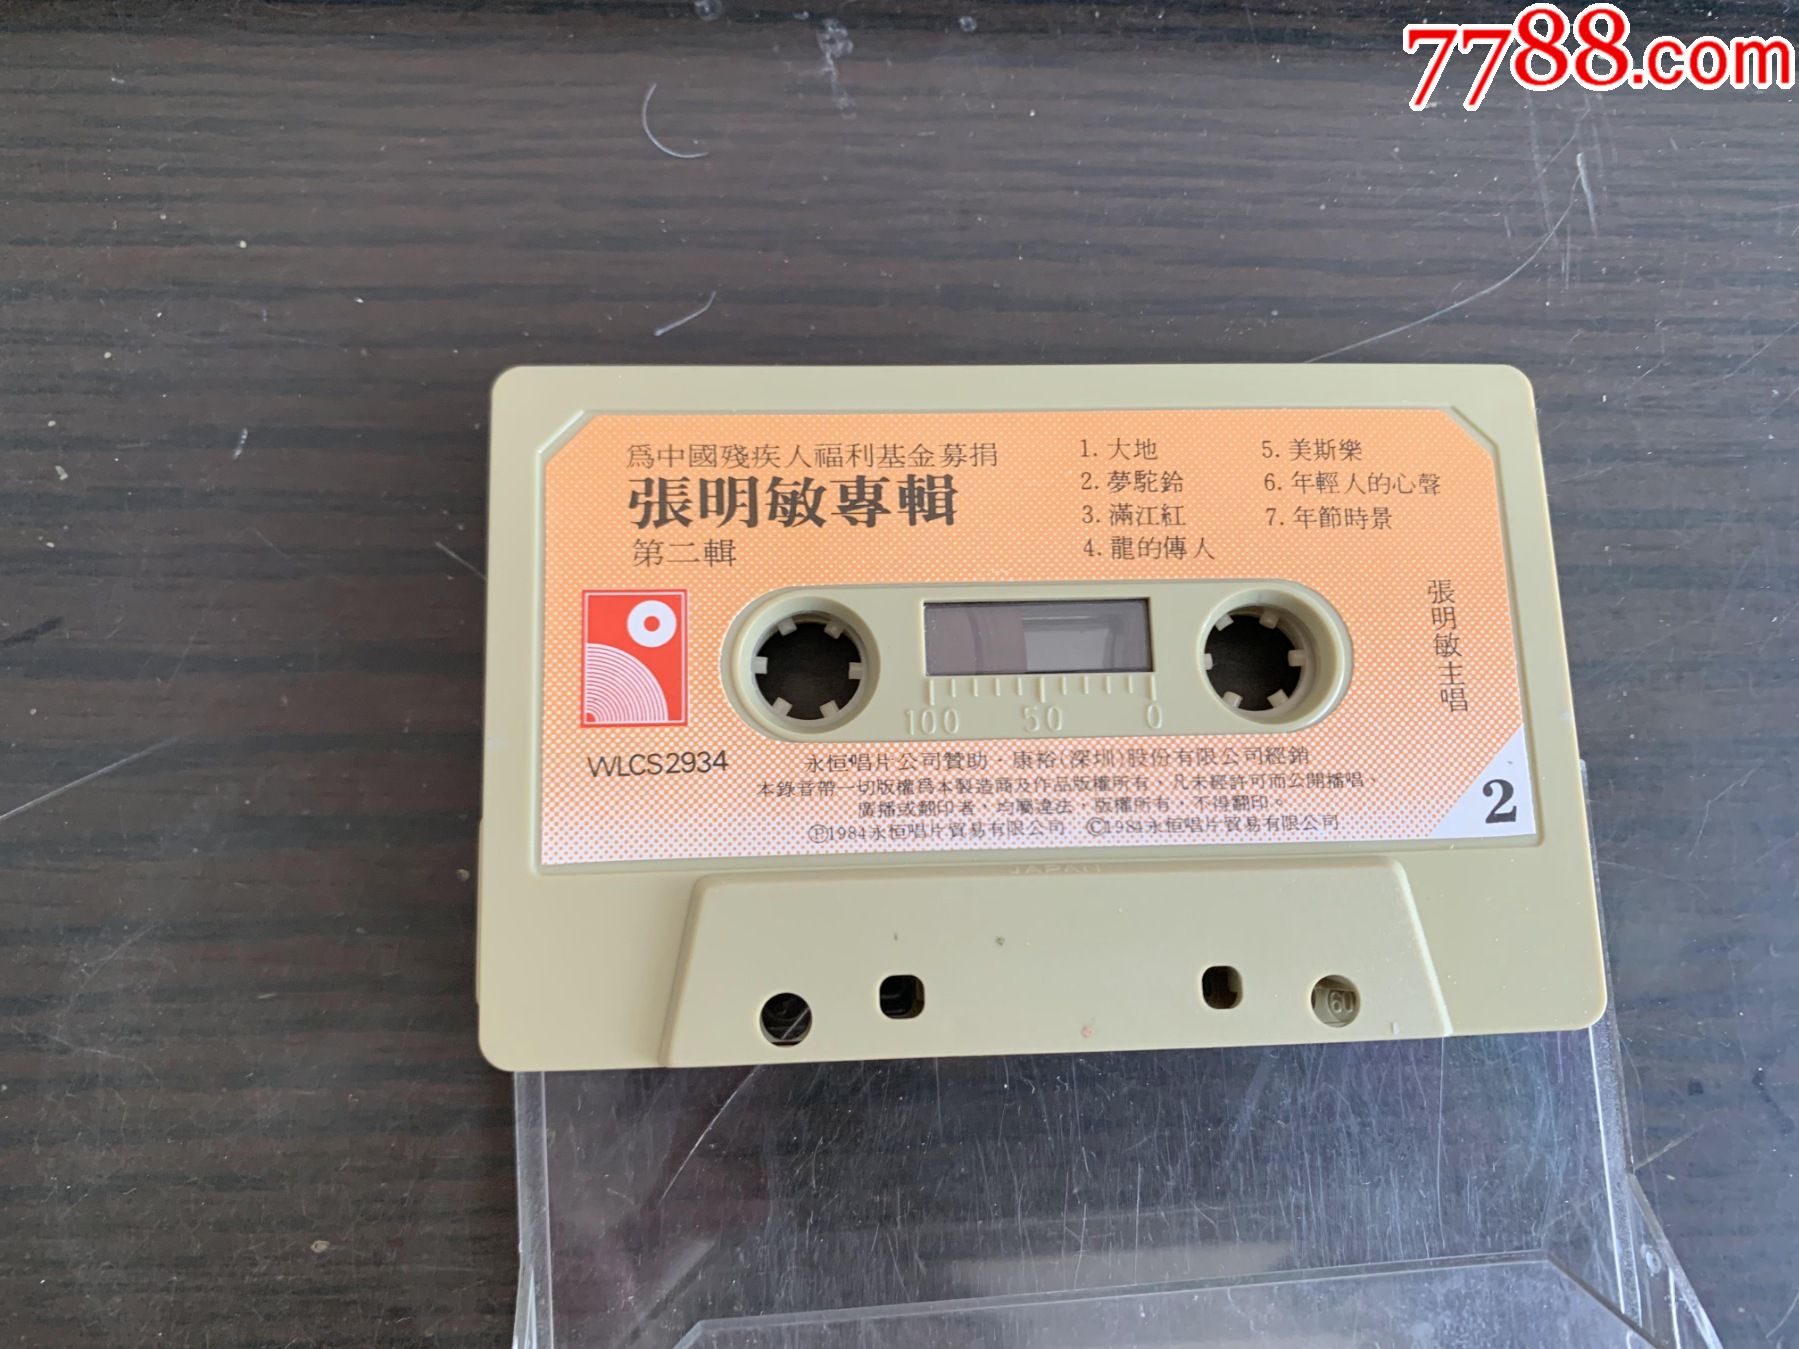 7788.com
為中國殘疾人福利基金募捐
張明敏專輯
第二輯
1. 大地
2. 夢駝鈴
3. 滿江紅
4. 龍的傳人
5. 美斯樂
6. 年輕人的心聲
7. 年節時景
張明敏主唱
100 50 0
WLCS2934
永恒唱片公司贊助·康裕(深圳)股份有限公司經銷
本錄音帶一切版權為本製造商及作品版權所有，凡未經許可而公開播唱、
廣播或翻印者，均屬違法，版權所有，不得翻印。
Ⓟ1984永恒唱片貿易有限公司 ©1984永恒唱片貿易有限公司
2
JAPAN